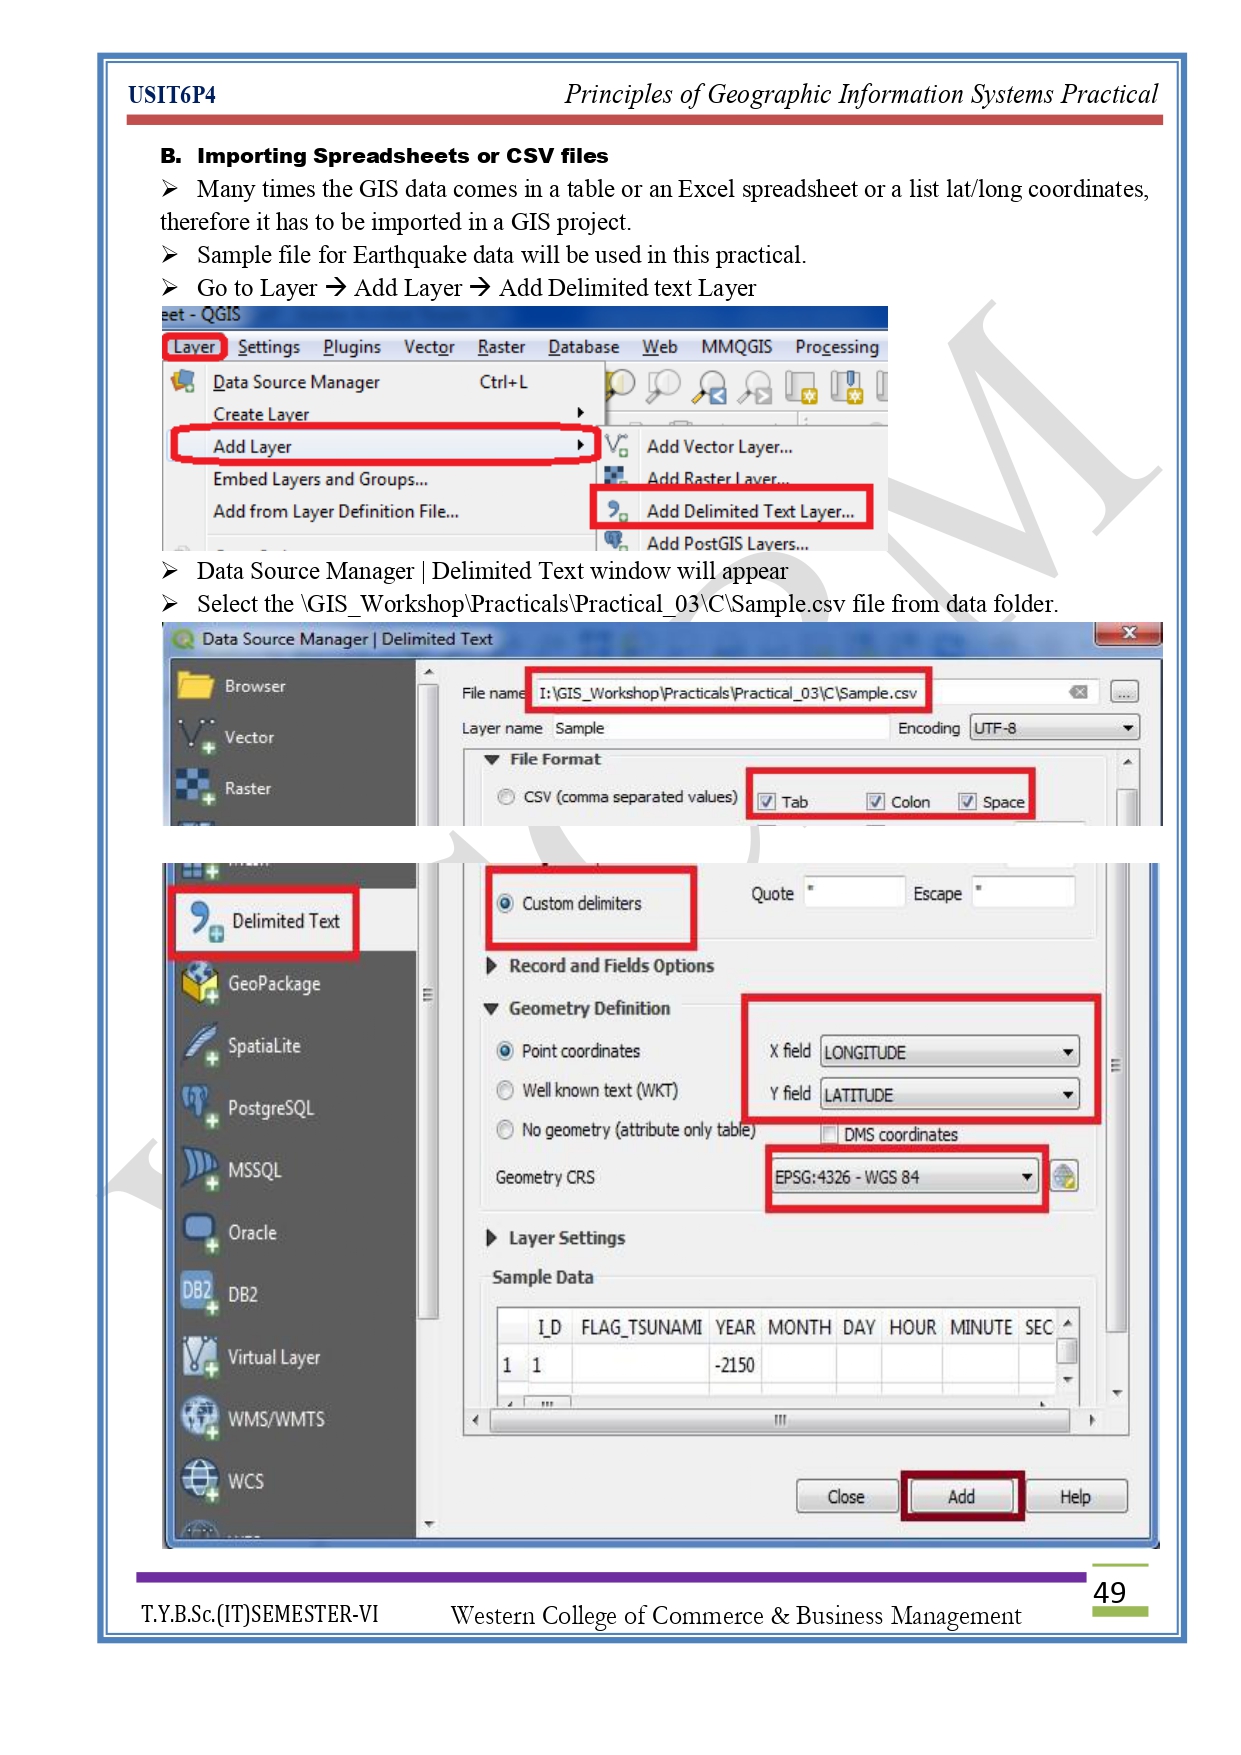 USIT6P4 Principles of Geographic Information Systems Practical
B. Importing Spreadsheets or CSV files
➢ Many times the GIS data comes in a table or an Excel spreadsheet or a list lat/long coordinates,
therefore it has to be imported in a GIS project.
➢ Sample file for Earthquake data will be used in this practical.
➢ Go to Layer → Add Layer → Add Delimited text Layer
eet - QGIS
Layer Settings Plugins Vector Raster Database Web MMQGIS Processing
Data Source Manager Ctrl+L
Create Layer
Add Layer
Add Vector Layer...
Embed Layers and Groups...
Add Raster Layer...
Add from Layer Definition File...
Add Delimited Text Layer...
Add PostGIS Layers...
➢ Data Source Manager | Delimited Text window will appear
➢ Select the \GIS_Workshop\Practicals\Practical_03\C\Sample.csv file from data folder.
Data Source Manager | Delimited Text
Browser
File name I:\GIS_Workshop\Practicals\Practical_03\C\Sample.csv ...
Vector
Layer name Sample Encoding UTF-8
File Format
Raster
CSV (comma separated values) Tab Colon Space
Custom delimiters Quote " Escape "
Delimited Text
Record and Fields Options
GeoPackage
Geometry Definition
SpatiaLite
Point coordinates X field LONGITUDE
Well known text (WKT) Y field LATITUDE
PostgreSQL
No geometry (attribute only table) DMS coordinates
MSSQL
Geometry CRS EPSG:4326 - WGS 84
Oracle
Layer Settings
Sample Data
DB2 DB2
I_D FLAG_TSUNAMI YEAR MONTH DAY HOUR MINUTE SEC
Virtual Layer
1 1 -2150
WMS/WMTS
WCS
Close Add Help
49
T.Y.B.Sc.(IT)SEMESTER-VI Western College of Commerce & Business Management